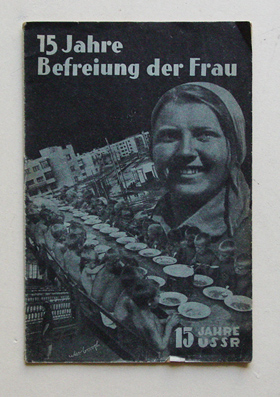 15 Jahre
Befreiung der Frau
15 JAHRE
USSR